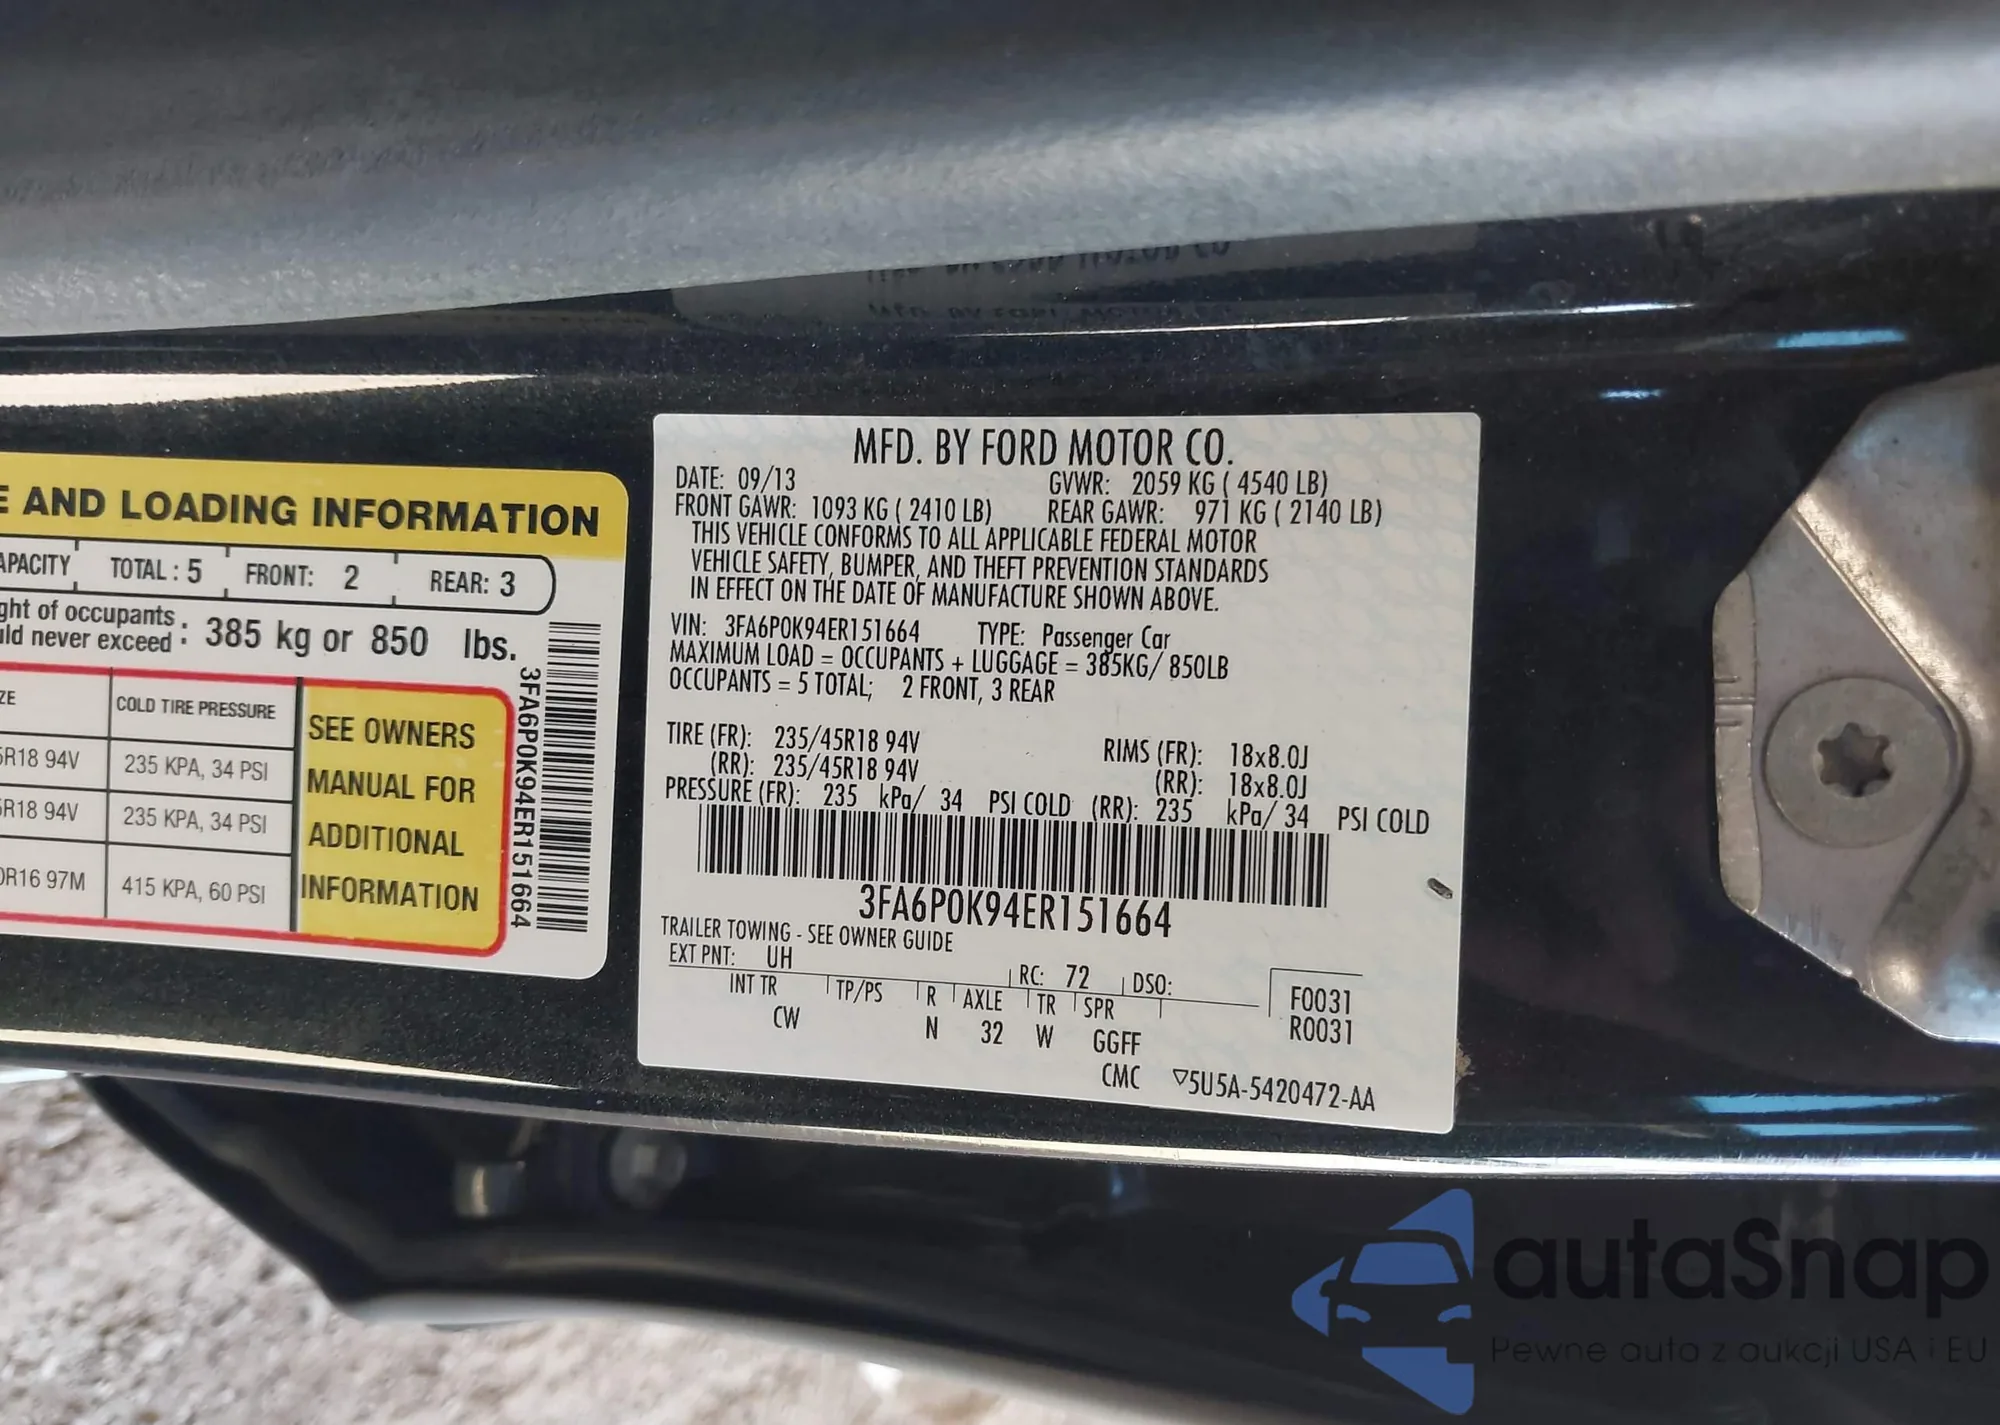 E AND LOADING INFORMATION
APACITY TOTAL : 5 FRONT: 2 REAR: 3
ght of occupants
uld never exceed : 385 kg or 850 lbs.
ZE COLD TIRE PRESSURE
5R18 94V 235 KPA, 34 PSI
5R18 94V 235 KPA, 34 PSI
0R16 97M 415 KPA, 60 PSI
SEE OWNERS
MANUAL FOR
ADDITIONAL
INFORMATION
3FA6P0K94ER151664
MFD. BY FORD MOTOR CO.
DATE: 09/13 GVWR: 2059 KG ( 4540 LB)
FRONT GAWR: 1093 KG ( 2410 LB) REAR GAWR: 971 KG ( 2140 LB)
THIS VEHICLE CONFORMS TO ALL APPLICABLE FEDERAL MOTOR
VEHICLE SAFETY, BUMPER, AND THEFT PREVENTION STANDARDS
IN EFFECT ON THE DATE OF MANUFACTURE SHOWN ABOVE.
VIN: 3FA6P0K94ER151664 TYPE: Passenger Car
MAXIMUM LOAD = OCCUPANTS + LUGGAGE = 385KG/ 850LB
OCCUPANTS = 5 TOTAL; 2 FRONT, 3 REAR
TIRE (FR): 235/45R18 94V RIMS (FR): 18x8.0J
(RR): 235/45R18 94V (RR): 18x8.0J
PRESSURE (FR): 235 kPa/ 34 PSI COLD (RR): 235 kPa/ 34 PSI COLD
3FA6P0K94ER151664
TRAILER TOWING - SEE OWNER GUIDE
EXT PNT: UH RC: 72 DSO:
INT TR TP/PS R AXLE TR SPR F0031
CW N 32 W GGFF R0031
CMC ▽5U5A-5420472-AA
autaSnap
Pewne auto z aukcji USA i EU